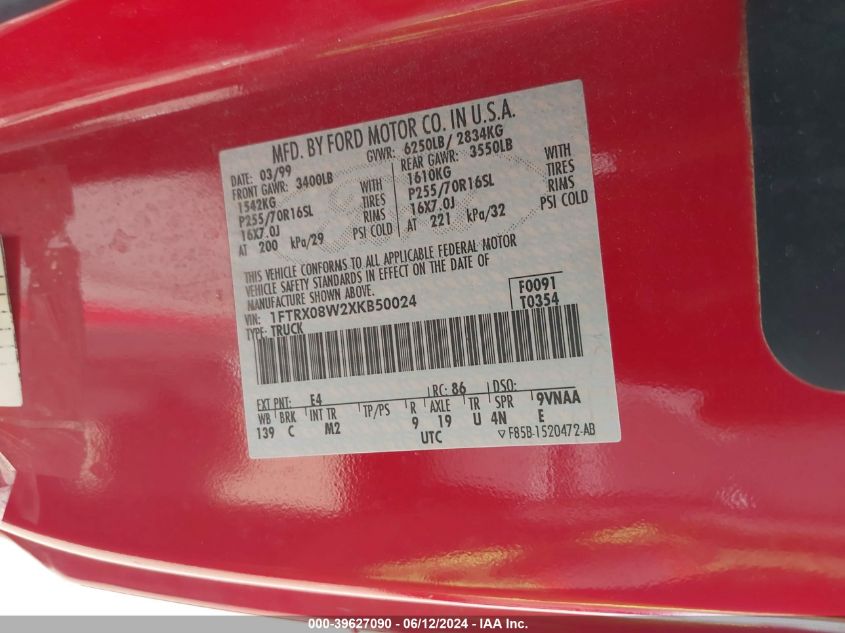 MFD. BY FORD MOTOR CO. IN U.S.A.
DATE: 03/99 GVWR: 6250LB/ 2834KG
FRONT GAWR: 3400LB REAR GAWR: 3550LB
1542KG WITH 1610KG WITH
P255/70R16SL TIRES P255/70R16SL TIRES
16X7.0J RIMS 16X7.0J RIMS
AT 200 kPa/29 PSI COLD AT 221 kPa/32 PSI COLD
THIS VEHICLE CONFORMS TO ALL APPLICABLE FEDERAL MOTOR
VEHICLE SAFETY STANDARDS IN EFFECT ON THE DATE OF
F0091
VIN: 1FTRX08W2XKB50024
T0354
TYPE: TRUCK
EXT PNT: E4 RC: 86 DSO:
WB BRK INT TR TP/PS R AXLE TR SPR 9VNAA
139 C M2 9 19 U 4N E
UTC ▽F85B-1520472-AB
000-39627090 - 06/12/2024 - IAA Inc.